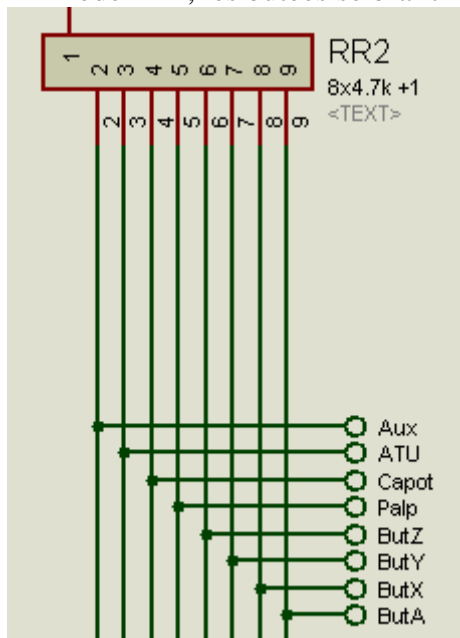 RR2
8x4.7k +1
<TEXT>
1
2 3 4 5 6 7 8 9
2 3 4 5 6 7 8 9
Aux
ATU
Capot
Palp
ButZ
ButY
ButX
ButA